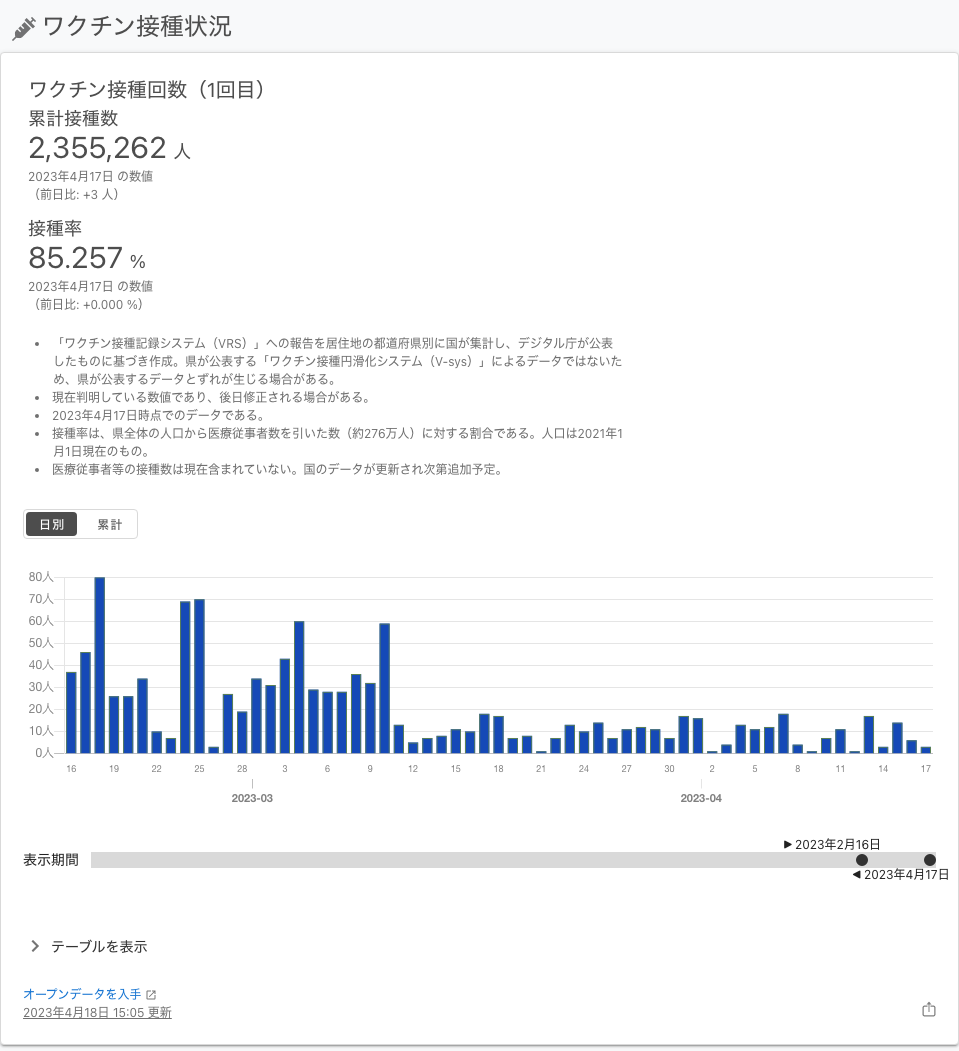 ワクチン接種状況
ワクチン接種回数（1回目）
累計接種数
2,355,262 人
2023年4月17日 の数値
（前日比: +3 人）
接種率
85.257 %
2023年4月17日 の数値
（前日比: +0.000 %）
• 「ワクチン接種記録システム（VRS）」への報告を居住地の都道府県別に国が集計し、デジタル庁が公表
したものに基づき作成。県が公表する「ワクチン接種円滑化システム（V-sys）」によるデータではないた
め、県が公表するデータとずれが生じる場合がある。
• 現在判明している数値であり、後日修正される場合がある。
• 2023年4月17日時点でのデータである。
• 接種率は、県全体の人口から医療従事者数を引いた数（約276万人）に対する割合である。人口は2021年1
月1日現在のもの。
• 医療従事者等の接種数は現在含まれていない。国のデータが更新され次第追加予定。
日別 累計
80人
70人
60人
50人
40人
30人
20人
10人
0人
16 19 22 25 28 3 6 9 12 15 18 21 24 27 30 2 5 8 11 14 17
2023-03 2023-04
▶ 2023年2月16日
表示期間
◀ 2023年4月17日
テーブルを表示
オープンデータを入手
2023年4月18日 15:05 更新